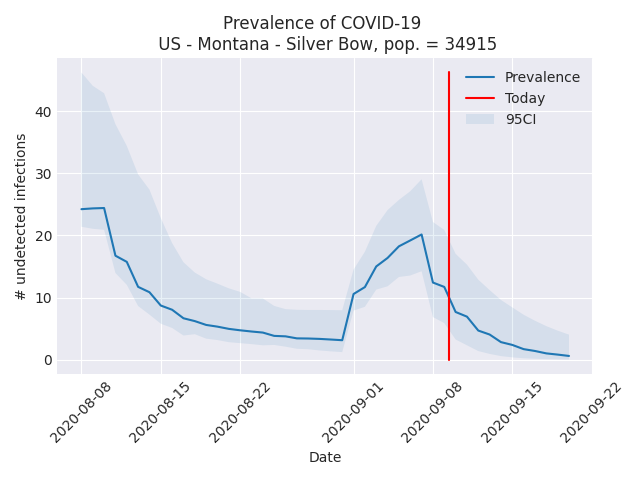 Prevalence of COVID-19
US - Montana - Silver Bow, pop. = 34915
Prevalence
Today
95CI
# undetected infections
40
30
20
10
0
2020-08-08
2020-08-15
2020-08-22
2020-09-01
2020-09-08
2020-09-15
2020-09-22
Date